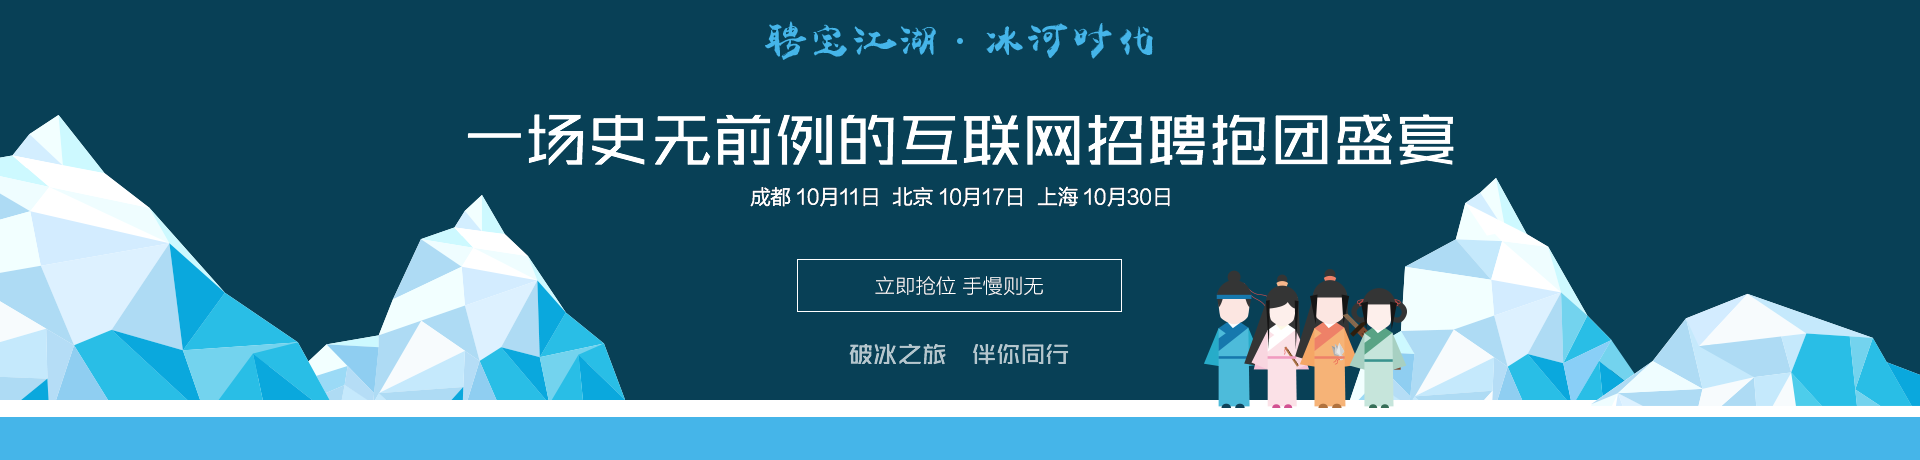 聘宝江湖·冰河时代
一场史无前例的互联网招聘抱团盛宴
成都 10月11日 北京 10月17日 上海 10月30日
立即抢位 手慢则无
破冰之旅 伴你同行